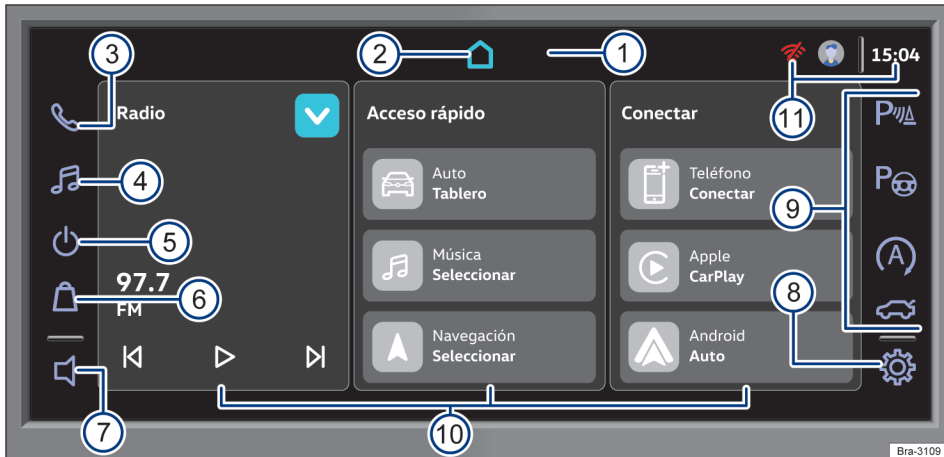 3
2
1
15:04
11
Radio
Acceso rápido
Conectar
4
5
6
7
97.7
FM
Auto
Tablero
Música
Seleccionar
Navegación
Seleccionar
Teléfono
Conectar
Apple
CarPlay
Android
Auto
P
P
A
9
8
10
Bra-3109